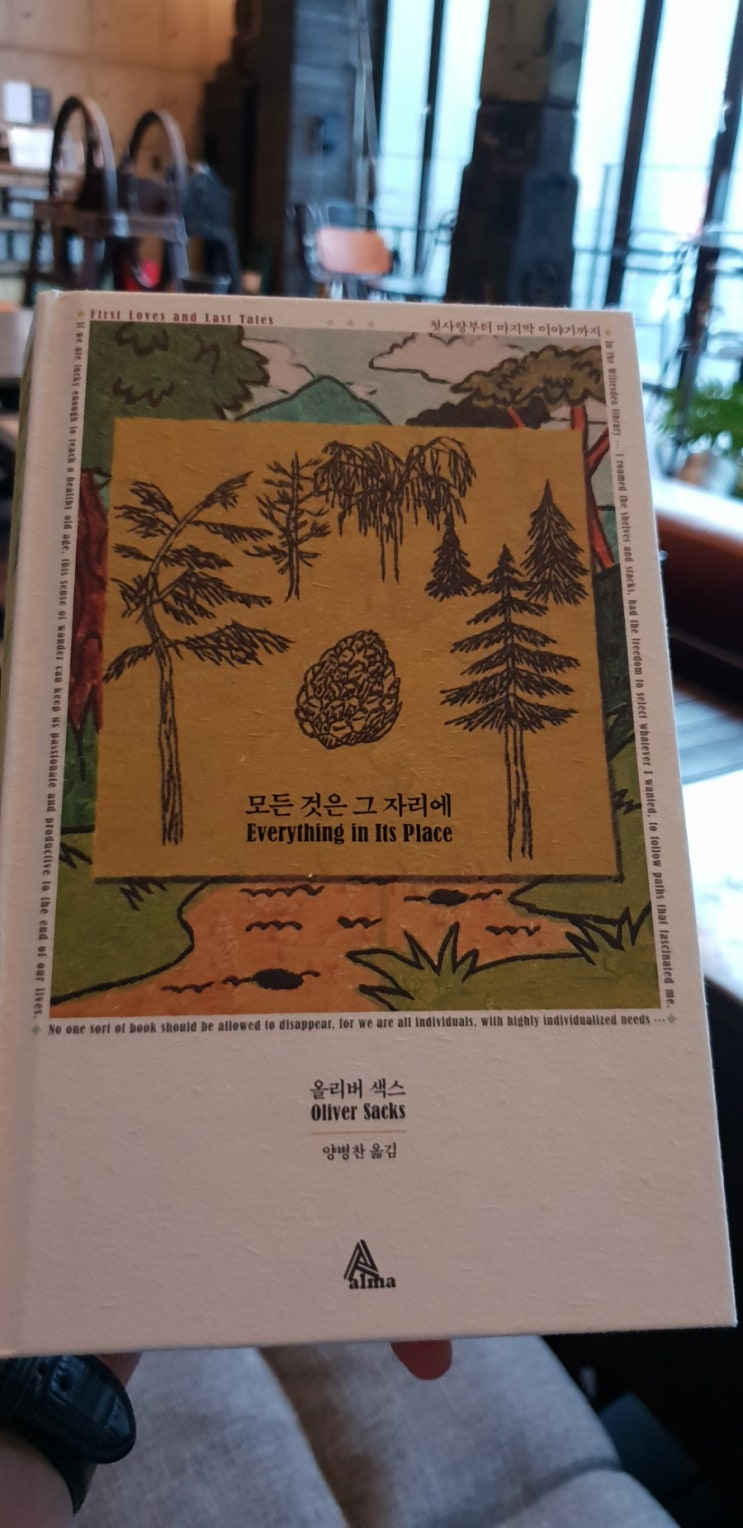 First Loves and Last Tales
첫사랑부터 마지막 이야기까지
If we are lucky enough to reach a healthy old age, this sense of wonder can keep us passionate and productive to the end of our lives.
In the Willesden library ... I roamed the shelves and stacks, had the freedom to select whatever I wanted, to follow paths that fascinated me.
모든 것은 그 자리에
Everything in Its Place
No one sort of book should be allowed to disappear, for we are all individuals, with highly individualized needs ...
올리버 색스
Oliver Sacks
양병찬 옮김
alma